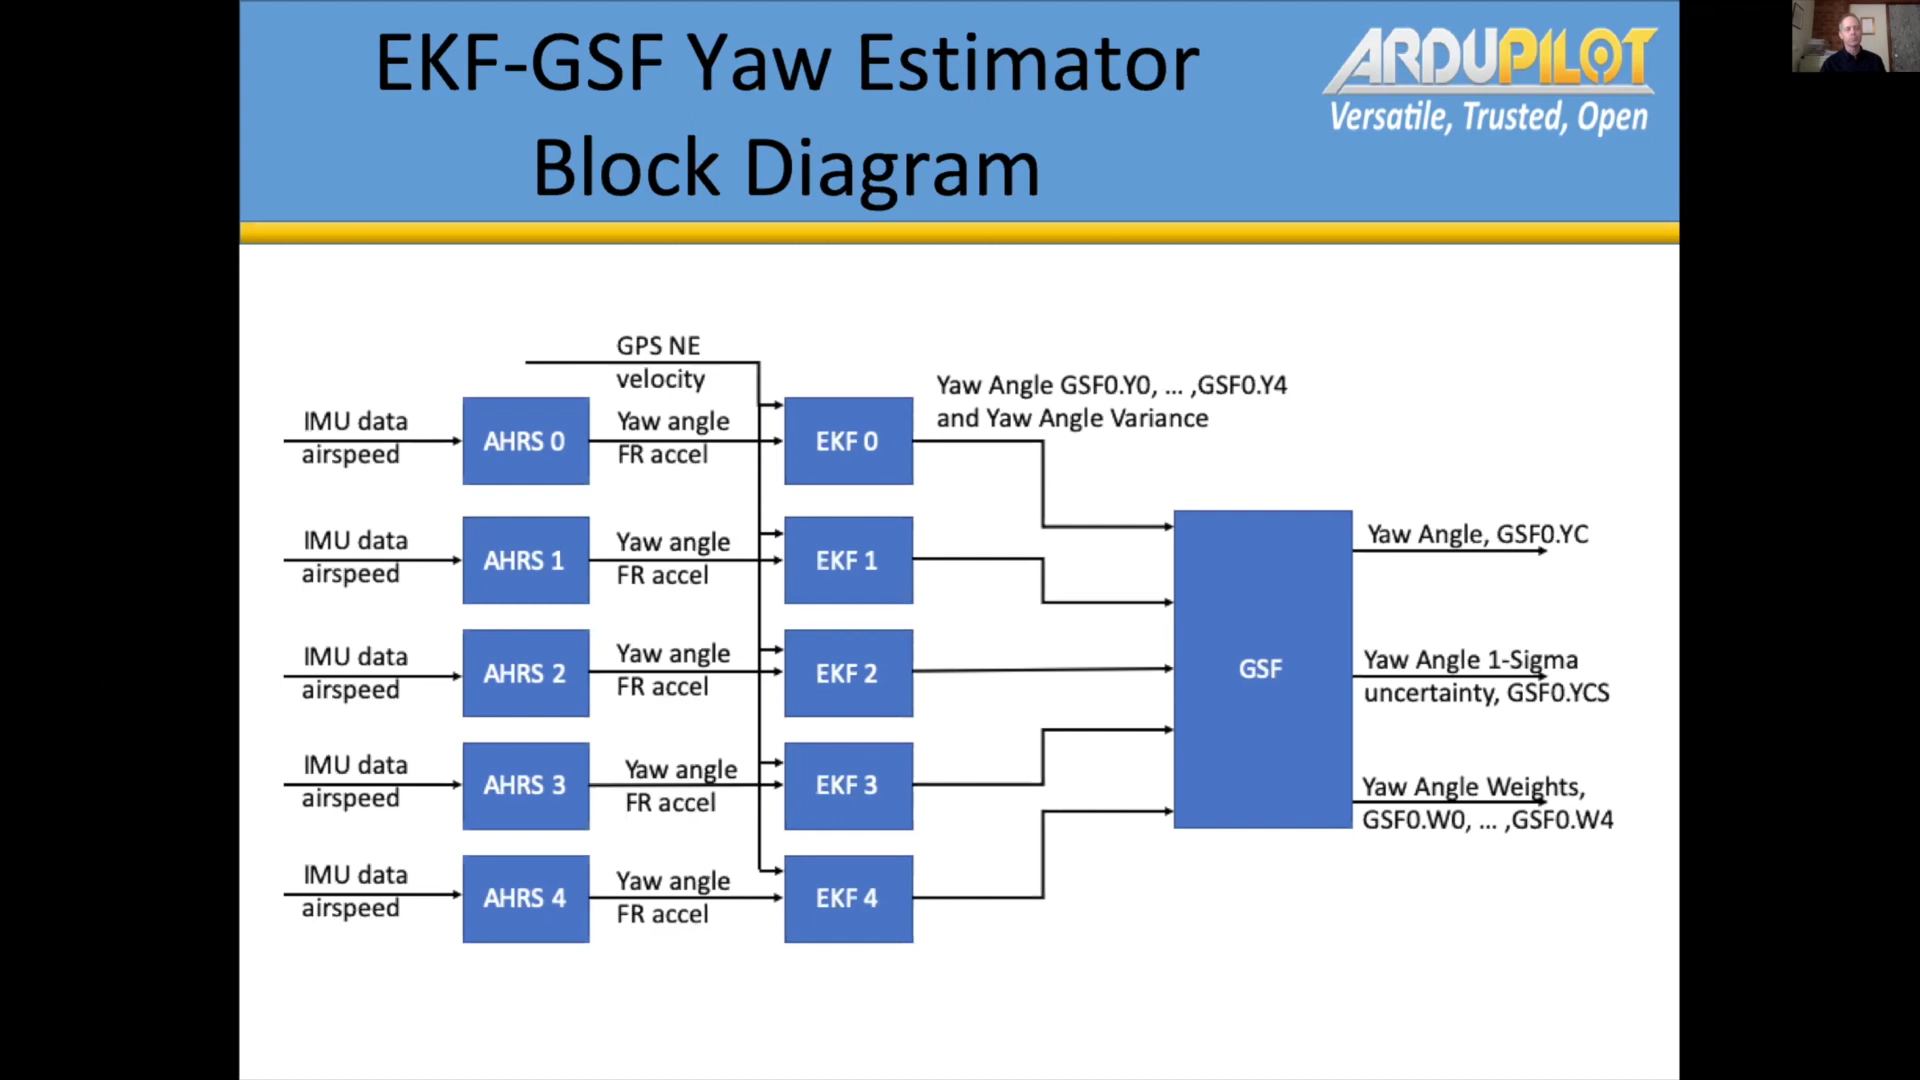 EKF-GSF Yaw Estimator
Block Diagram
ARDUPILOT
Versatile, Trusted, Open
GPS NE
velocity
Yaw Angle GSF0.Y0, ... ,GSF0.Y4
and Yaw Angle Variance
IMU data
airspeed
AHRS 0
Yaw angle
FR accel
EKF 0
IMU data
airspeed
AHRS 1
Yaw angle
FR accel
EKF 1
IMU data
airspeed
AHRS 2
Yaw angle
FR accel
EKF 2
IMU data
airspeed
AHRS 3
Yaw angle
FR accel
EKF 3
IMU data
airspeed
AHRS 4
Yaw angle
FR accel
EKF 4
GSF
Yaw Angle, GSF0.YC
Yaw Angle 1-Sigma
uncertainty, GSF0.YCS
Yaw Angle Weights,
GSF0.W0, ... ,GSF0.W4